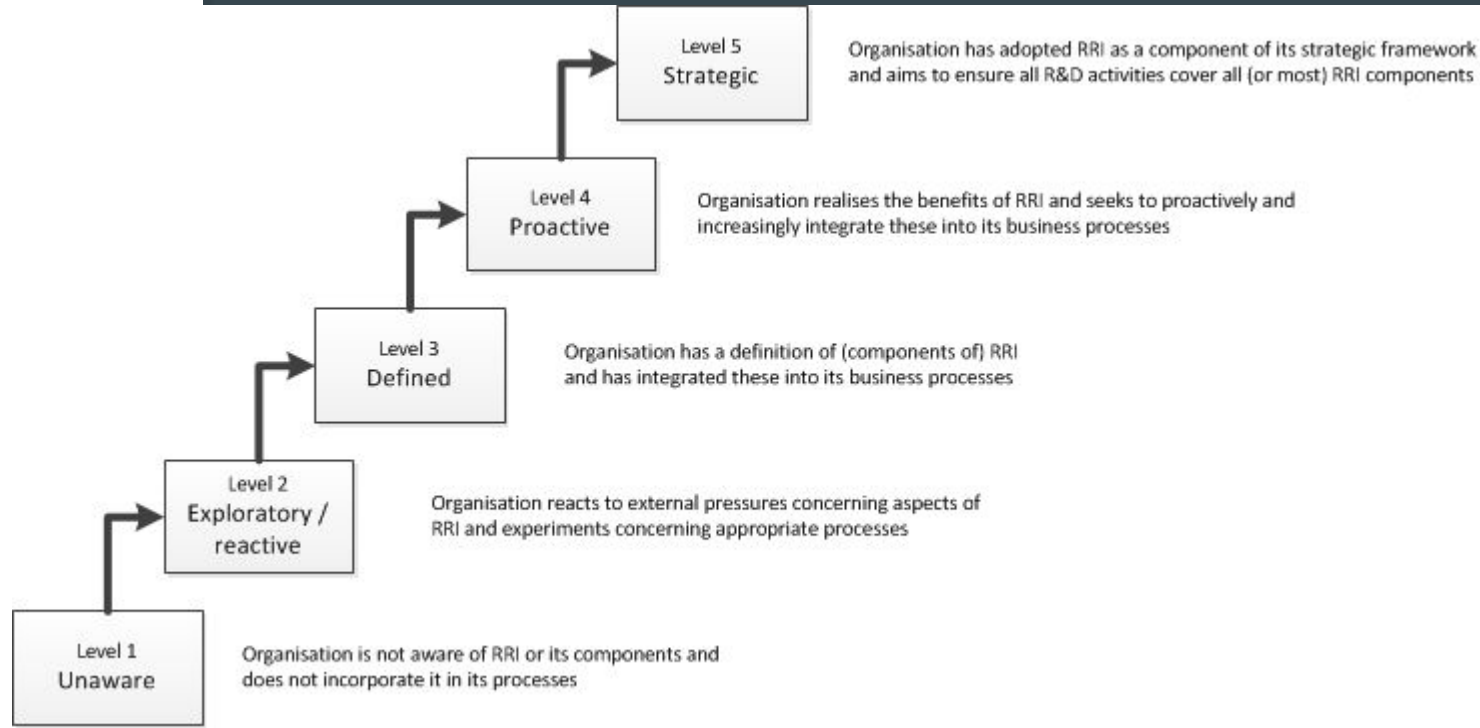 Level 5
Strategic
Organisation has adopted RRI as a component of its strategic framework
and aims to ensure all R&D activities cover all (or most) RRI components
Level 4
Proactive
Organisation realises the benefits of RRI and seeks to proactively and
increasingly integrate these into its business processes
Level 3
Defined
Organisation has a definition of (components of) RRI
and has integrated these into its business processes
Level 2
Exploratory /
reactive
Organisation reacts to external pressures concerning aspects of
RRI and experiments concerning appropriate processes
Level 1
Unaware
Organisation is not aware of RRI or its components and
does not incorporate it in its processes